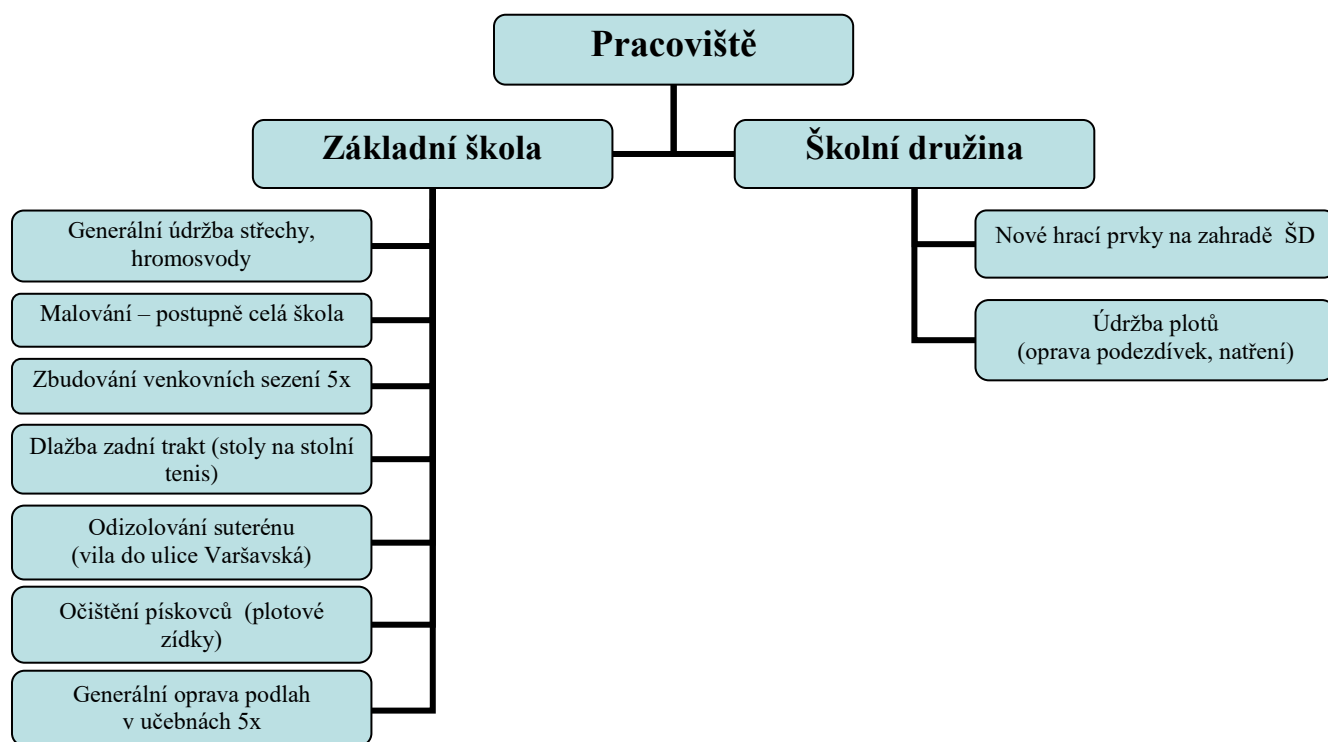 Pracoviště
Základní škola
Školní družina
Generální údržba střechy,
hromosvody
Malování – postupně celá škola
Zbudování venkovních sezení 5x
Dlažba zadní trakt (stoly na stolní
tenis)
Odizolování suterénu
(vila do ulice Varšavská)
Očištění pískovců  (plotové
zídky)
Generální oprava podlah
v učebnách 5x
Nové hrací prvky na zahradě  ŠD
Údržba plotů
(oprava podezdívek, natření)